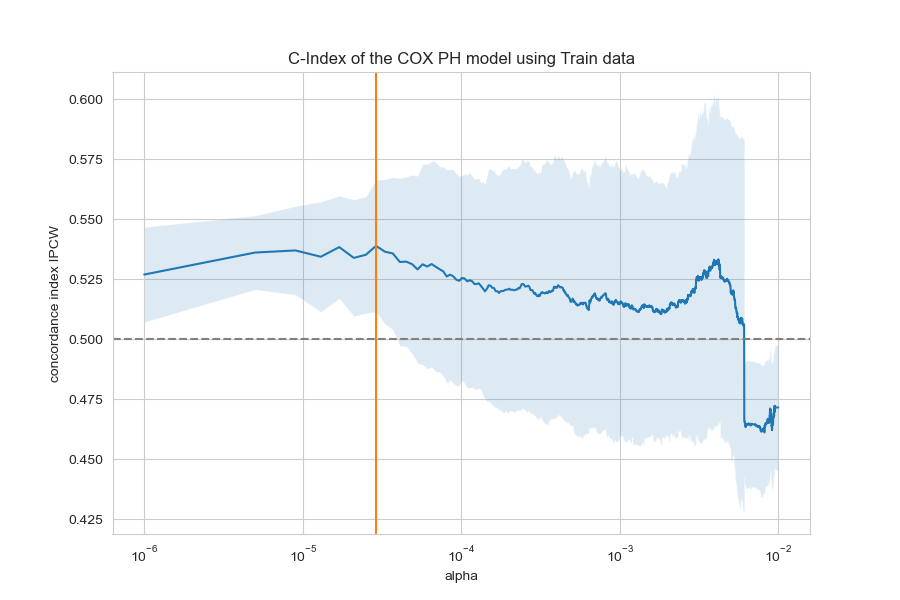 C-Index of the COX PH model using Train data
concordance index IPCW
0.600
0.575
0.550
0.525
0.500
0.475
0.450
0.425
10⁻⁶ 10⁻⁵ 10⁻⁴ 10⁻³ 10⁻²
alpha